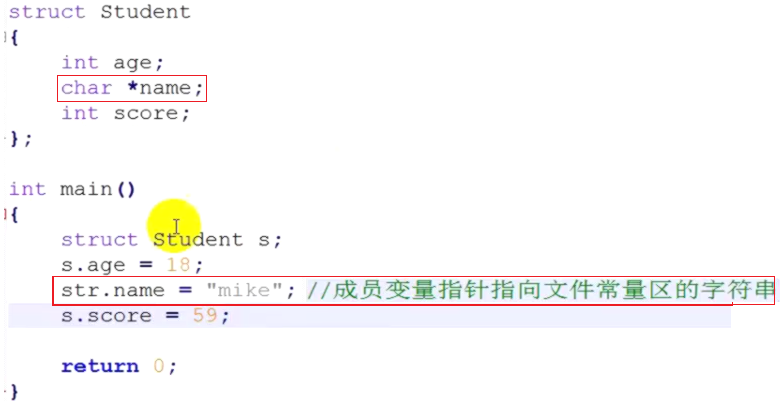 struct Student
{
int age;
char *name;
int score;
};
int main()
{
struct Student s;
s.age = 18;
str.name = "mike"; //成员变量指针指向文件常量区的字符串
s.score = 59;
return 0;
}